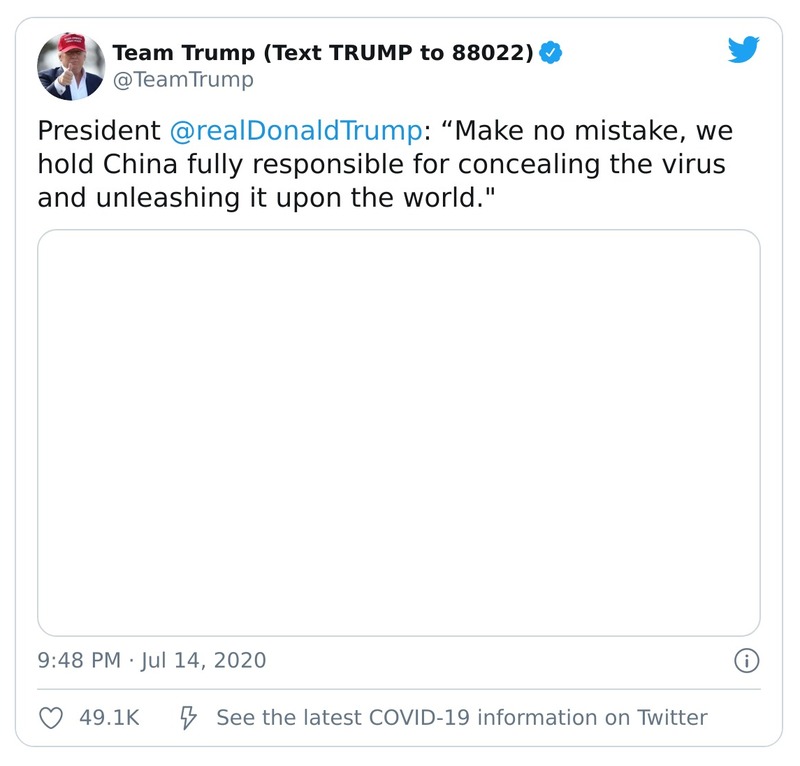 Team Trump (Text TRUMP to 88022)
@TeamTrump
President @realDonaldTrump: “Make no mistake, we
hold China fully responsible for concealing the virus
and unleashing it upon the world."
9:48 PM · Jul 14, 2020
49.1K See the latest COVID-19 information on Twitter